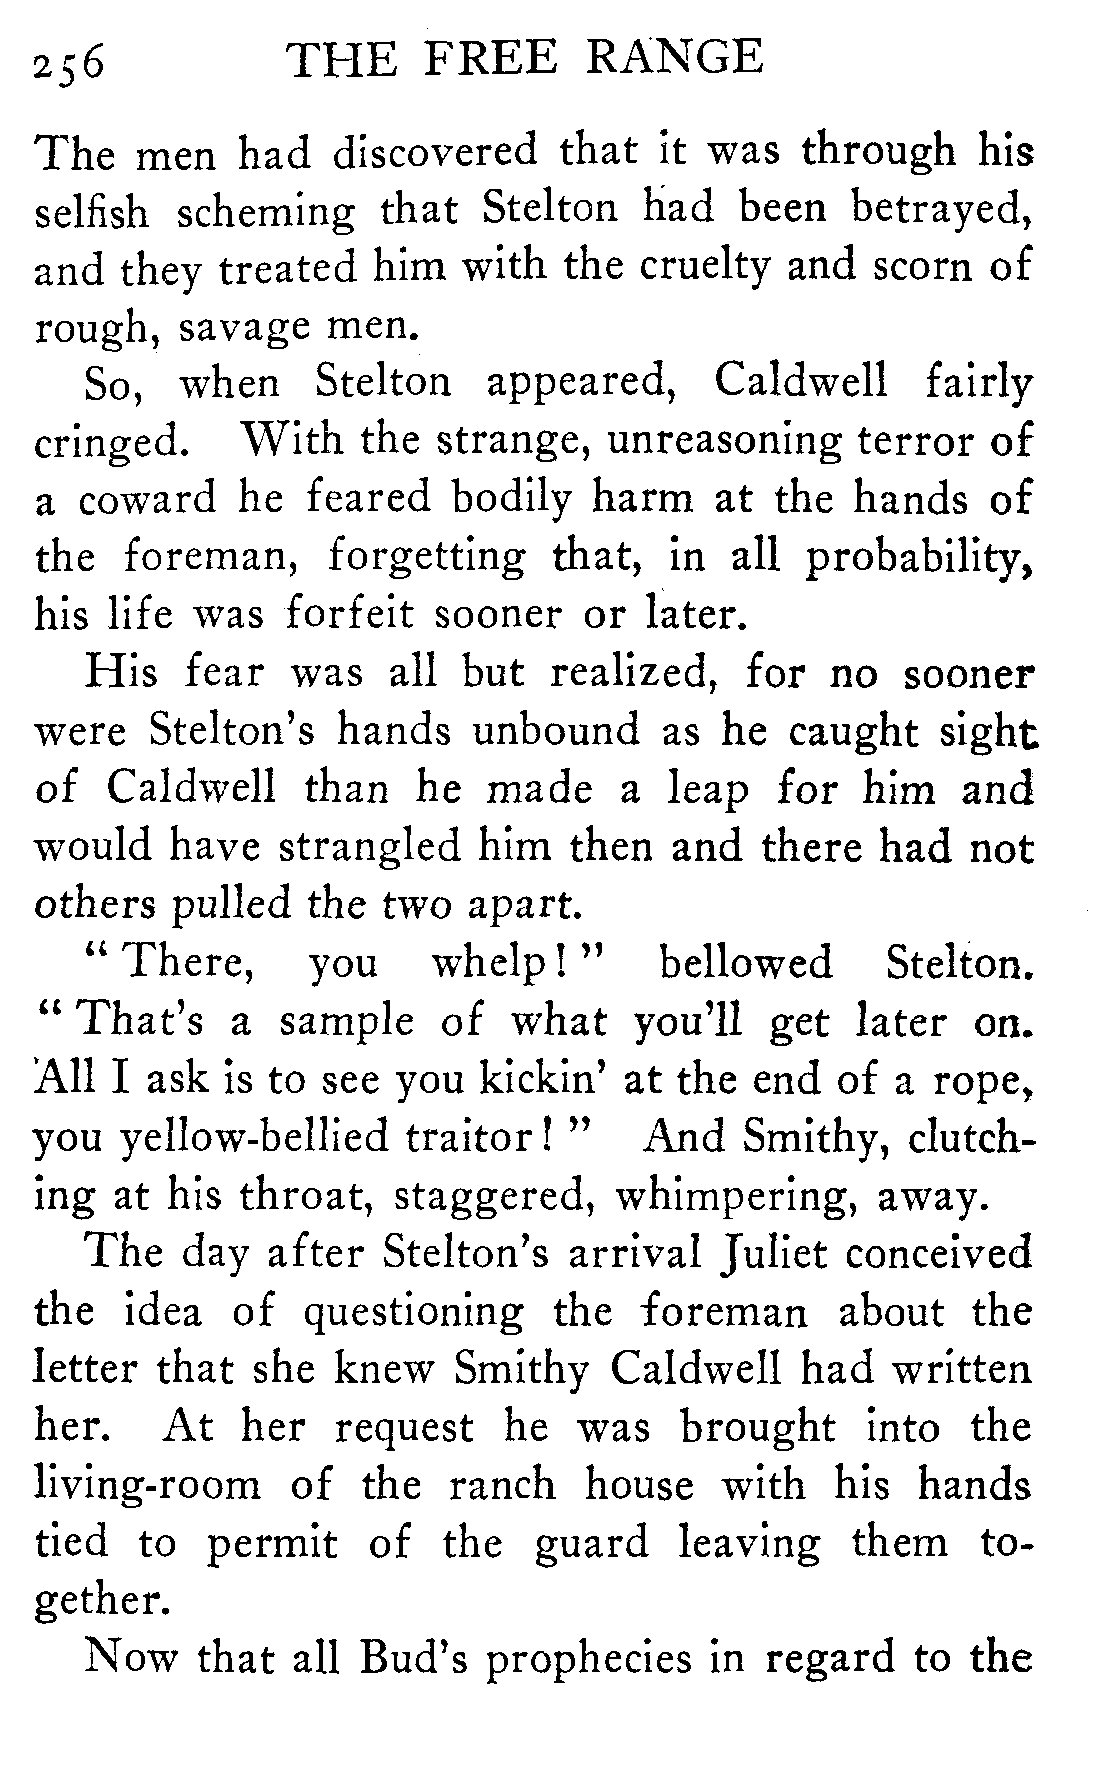 256 THE FREE RANGE
The men had discovered that it was through his
selfish scheming that Stelton had been betrayed,
and they treated him with the cruelty and scorn of
rough, savage men.
So, when Stelton appeared, Caldwell fairly
cringed. With the strange, unreasoning terror of
a coward he feared bodily harm at the hands of
the foreman, forgetting that, in all probability,
his life was forfeit sooner or later.
His fear was all but realized, for no sooner
were Stelton's hands unbound as he caught sight
of Caldwell than he made a leap for him and
would have strangled him then and there had not
others pulled the two apart.
“ There, you whelp! ” bellowed Stelton.
“ That's a sample of what you'll get later on.
All I ask is to see you kickin' at the end of a rope,
you yellow-bellied traitor! ” And Smithy, clutch-
ing at his throat, staggered, whimpering, away.
The day after Stelton's arrival Juliet conceived
the idea of questioning the foreman about the
letter that she knew Smithy Caldwell had written
her. At her request he was brought into the
living-room of the ranch house with his hands
tied to permit of the guard leaving them to-
gether.
Now that all Bud's prophecies in regard to the